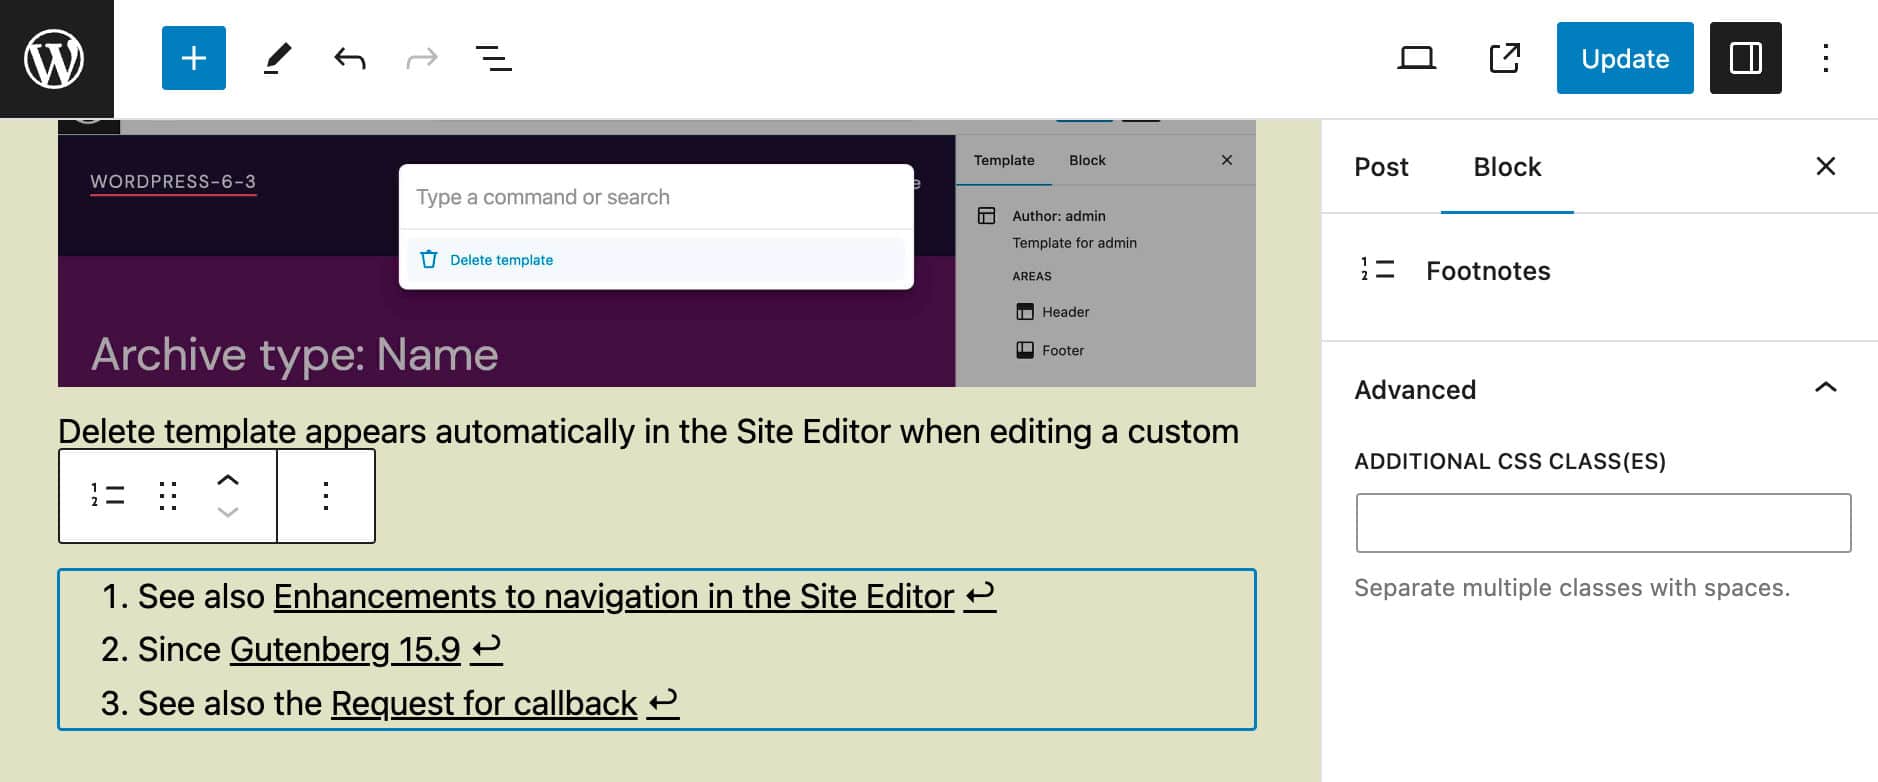 Update
WORDPRESS-6-3
Type a command or search
Delete template
Archive type: Name
Template Block
Author: admin
Template for admin
AREAS
Header
Footer
Delete template appears automatically in the Site Editor when editing a custom
1. See also Enhancements to navigation in the Site Editor ↩
2. Since Gutenberg 15.9 ↩
3. See also the Request for callback ↩
Post Block
Footnotes
Advanced
ADDITIONAL CSS CLASS(ES)
Separate multiple classes with spaces.